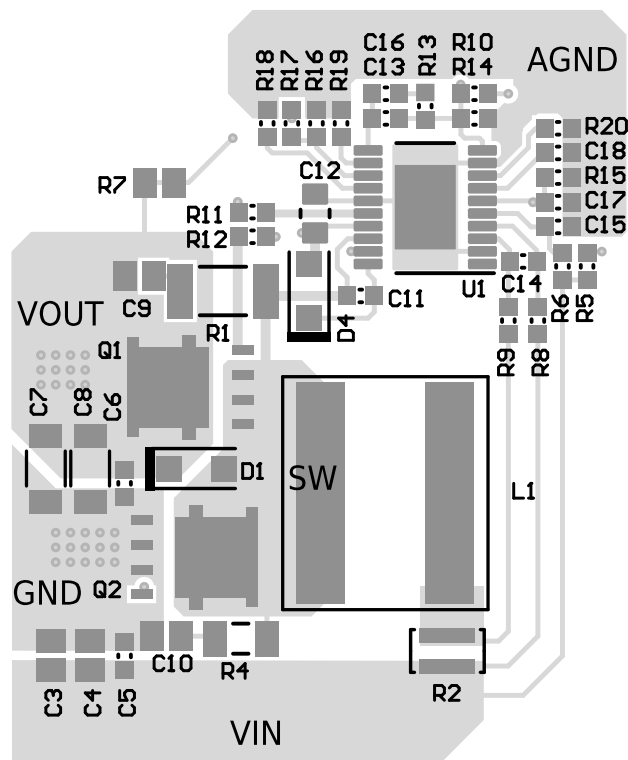 C16 R13 R10
R18 R17 R16 R19 C13 R14 AGND
R20
C18
C12 R15
R7 C17
R11 C15
R12
C14
U1
VOUT C9 R1 D4 C11 R6 R5
Q1 R9 R8
C7 C8 C6
D1 SW L1
GND Q2
C10 R4
C3 C4 C5 R2
VIN